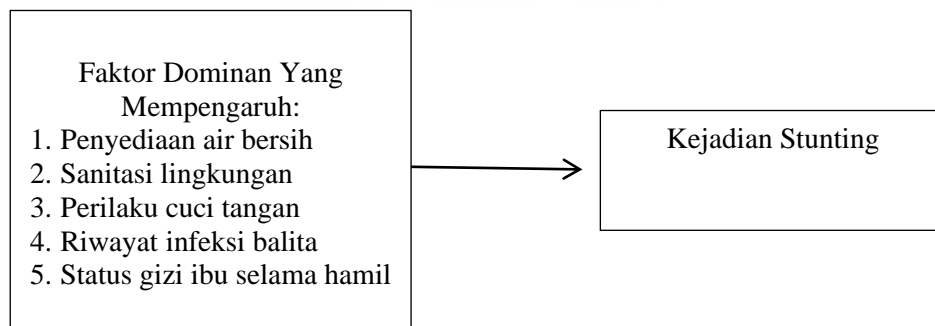 Faktor Dominan Yang
Mempengaruh:
1. Penyediaan air bersih
2. Sanitasi lingkungan
3. Perilaku cuci tangan
4. Riwayat infeksi balita
5. Status gizi ibu selama hamil
Kejadian Stunting